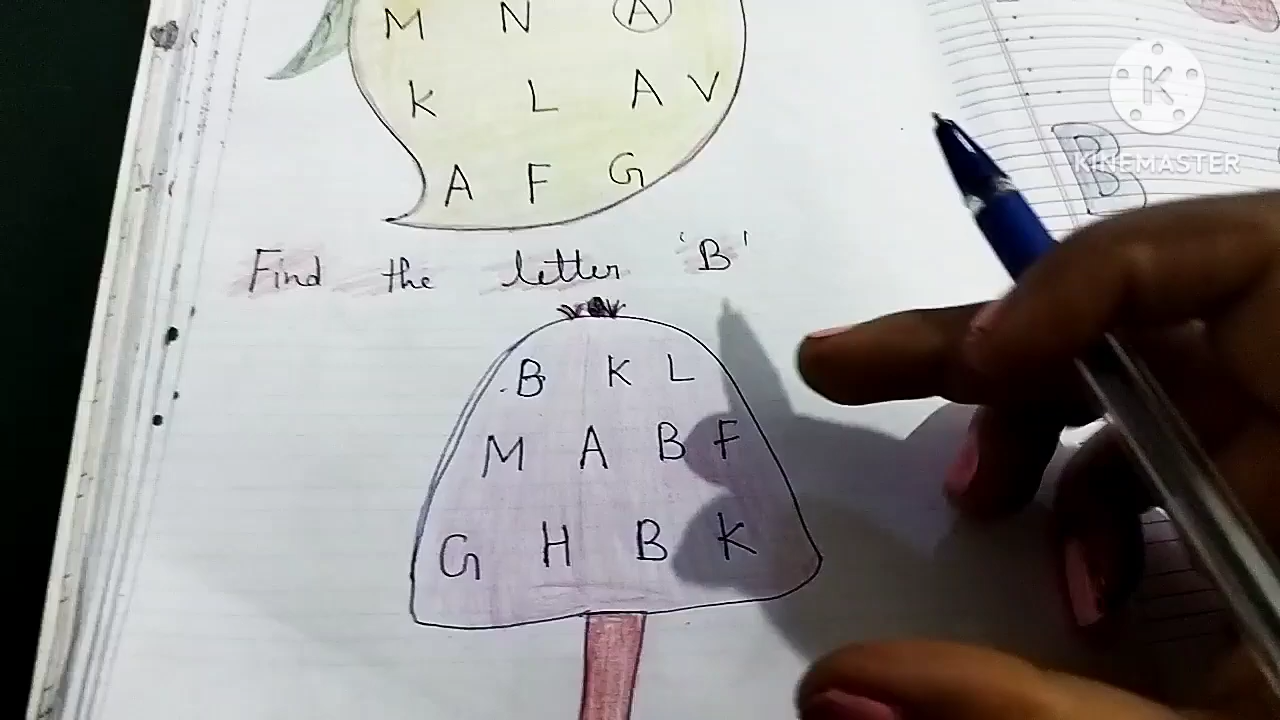 M N A
K L A V
A F G
Find the letter 'B'
B K L
M A B F
G H B K
B
K
KINEMASTER